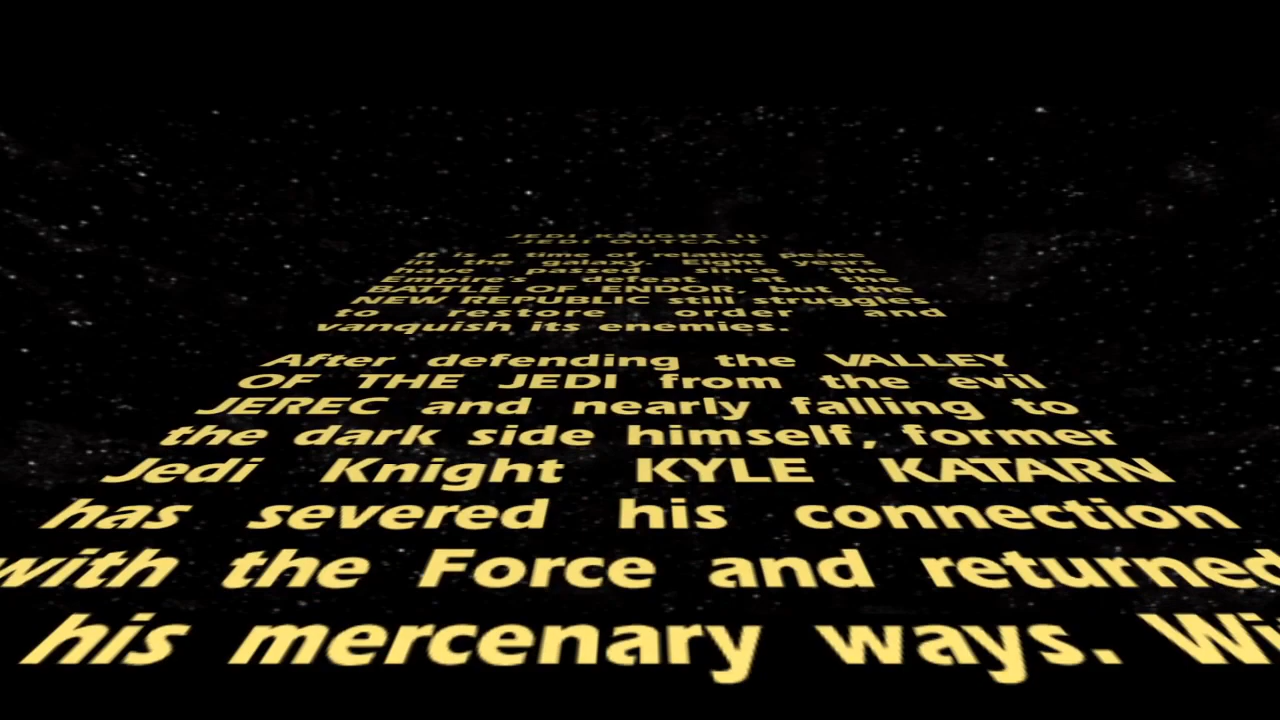 JEDI KNIGHT II:
JEDI OUTCAST
It is a time of relative peace
in the galaxy. Eight years
have passed since the
Empire's defeat at the
BATTLE OF ENDOR, but the
NEW REPUBLIC still struggles
to restore order and
vanquish its enemies.
After defending the VALLEY
OF THE JEDI from the evil
JEREC and nearly falling to
the dark side himself, former
Jedi Knight KYLE KATARN
has severed his connection
with the Force and returned
his mercenary ways.